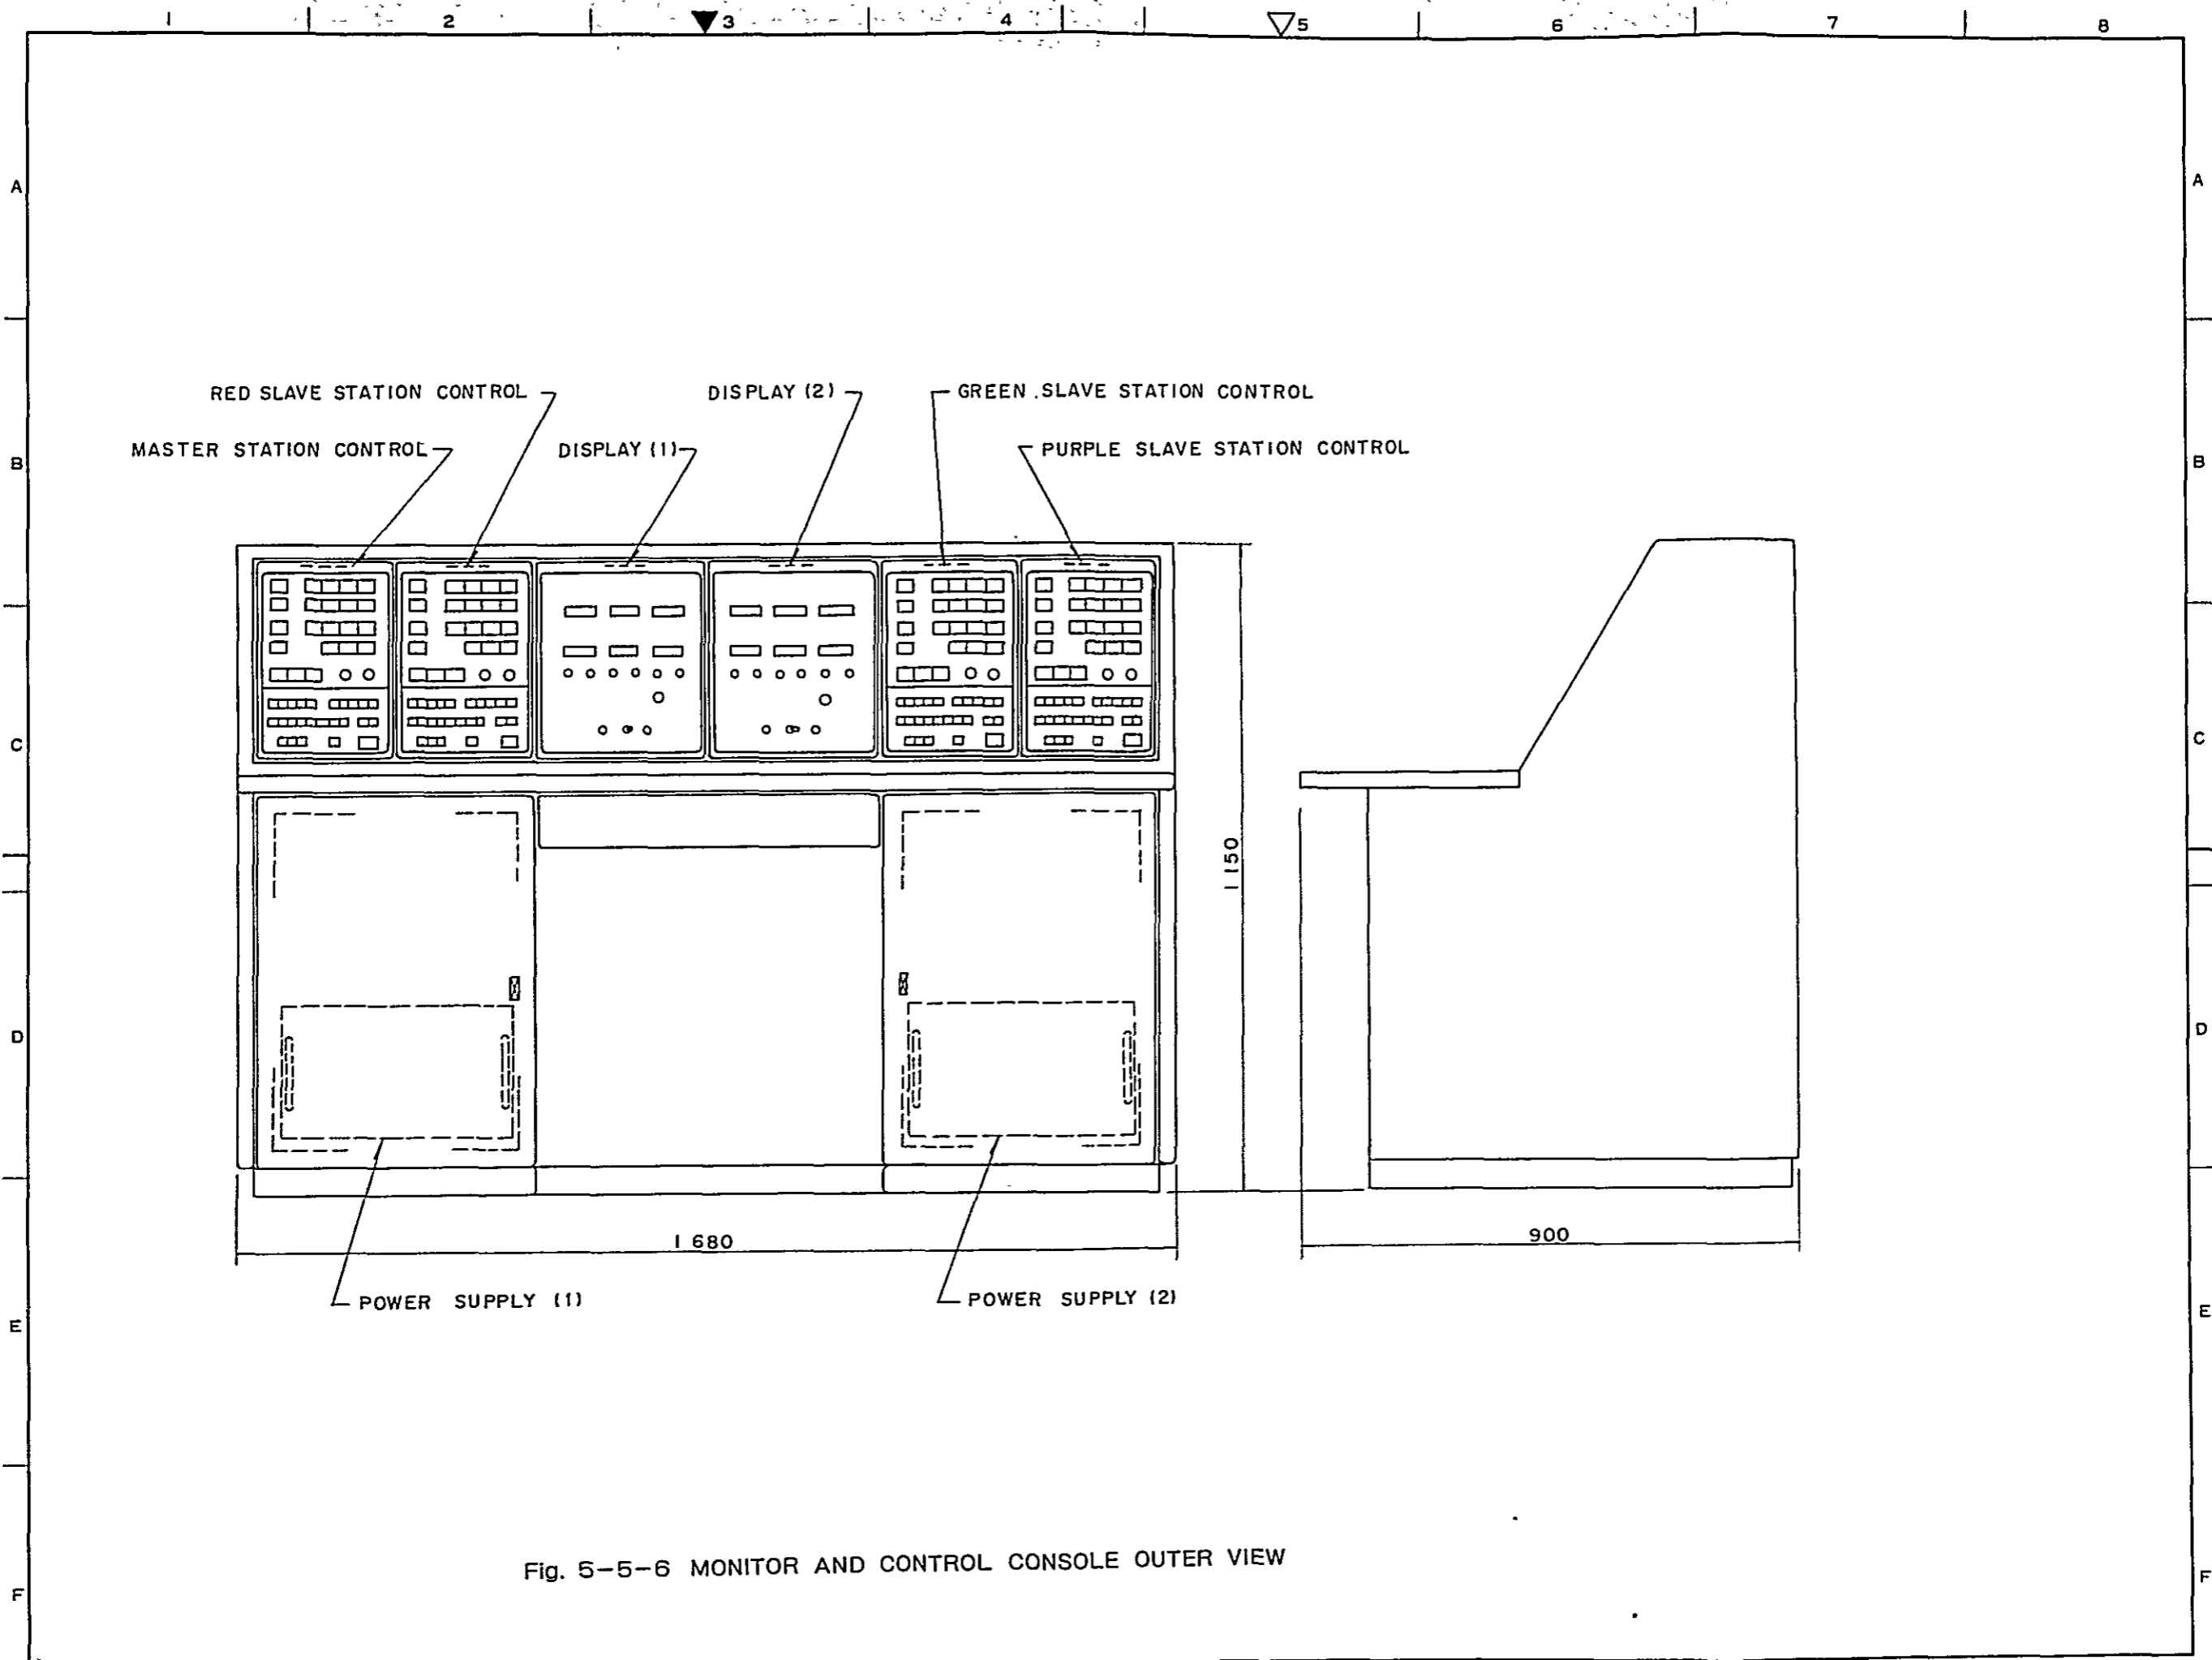 1 2 3 4 5 6 7 8
A A
RED SLAVE STATION CONTROL DISPLAY (2) GREEN SLAVE STATION CONTROL
MASTER STATION CONTROL DISPLAY (1) PURPLE SLAVE STATION CONTROL
B B
C C
1150
D D
1680 900
POWER SUPPLY (1) POWER SUPPLY (2)
E E
Fig. 5-5-6 MONITOR AND CONTROL CONSOLE OUTER VIEW
F F